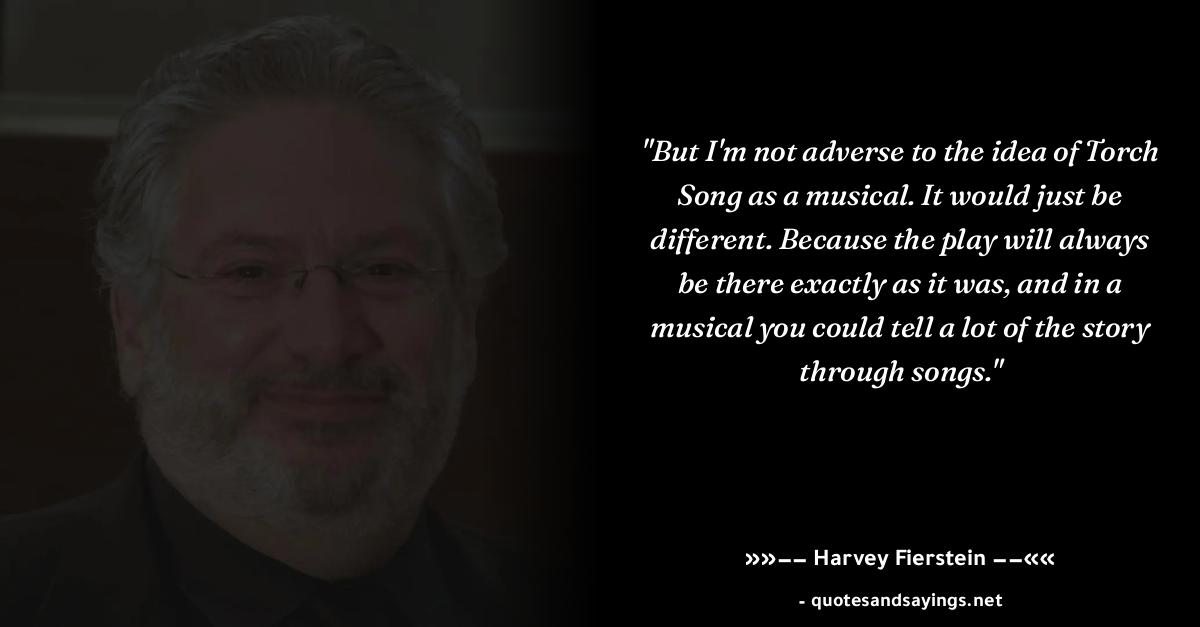 "But I'm not adverse to the idea of Torch
Song as a musical. It would just be
different. Because the play will always
be there exactly as it was, and in a
musical you could tell a lot of the story
through songs."
»»−− Harvey Fierstein −−««
- quotesandsayings.net